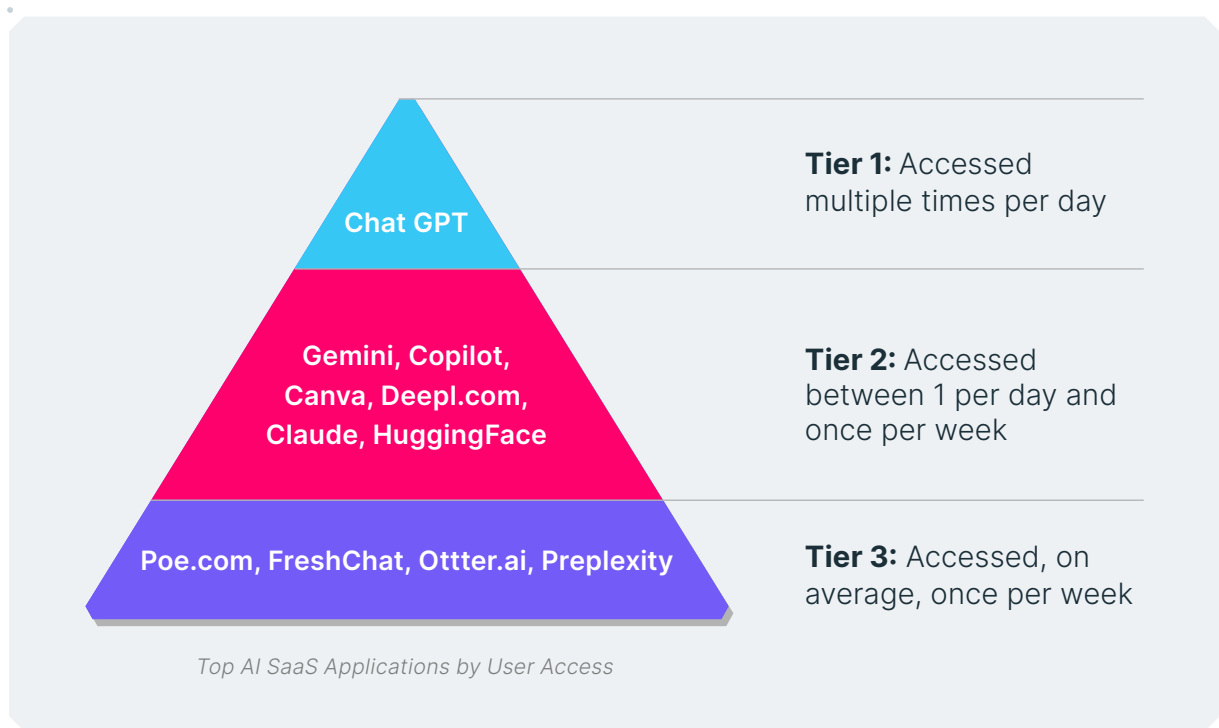 Chat GPT
Tier 1: Accessed
multiple times per day
Gemini, Copilot,
Canva, Deepl.com,
Claude, HuggingFace
Tier 2: Accessed
between 1 per day and
once per week
Poe.com, FreshChat, Ottter.ai, Preplexity
Tier 3: Accessed, on
average, once per week
Top AI SaaS Applications by User Access